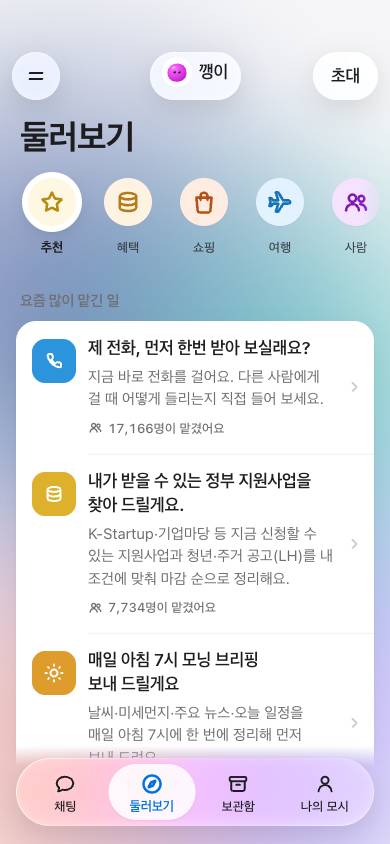 깽이
초대
둘러보기
추천
혜택
쇼핑
여행
사람
요즘 많이 맡긴 일
제 전화, 먼저 한번 받아 보실래요?
지금 바로 전화를 걸어요. 다른 사람에게
걸 때 어떻게 들리는지 직접 들어 보세요.
17,166명이 맡겼어요
내가 받을 수 있는 정부 지원사업을
찾아 드릴게요.
K-Startup·기업마당 등 지금 신청할 수
있는 지원사업과 청년·주거 공고(LH)를 내
조건에 맞춰 마감 순으로 정리해요.
7,734명이 맡겼어요
매일 아침 7시 모닝 브리핑
보내 드릴게요
날씨·미세먼지·주요 뉴스·오늘 일정을
매일 아침 7시에 한 번에 정리해 먼저
보내 드려요.
채팅
둘러보기
보관함
나의 모시